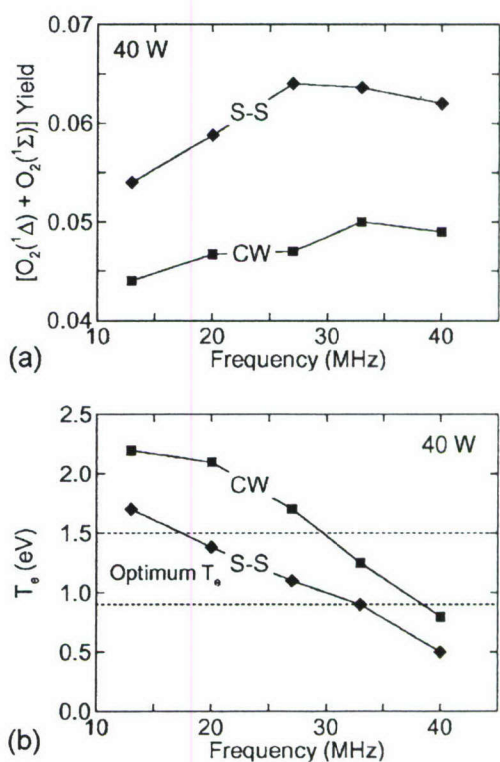 0.07
40 W
0.06
S-S
0.05
CW
0.04
[O₂(¹Δ) + O₂(¹Σ)] Yield
10 20 30 40
Frequency (MHz)
(a)
2.5
40 W
2.0
CW
1.5
Optimum Tₑ
S-S
1.0
0.5
0.0
Tₑ (eV)
10 20 30 40
Frequency (MHz)
(b)